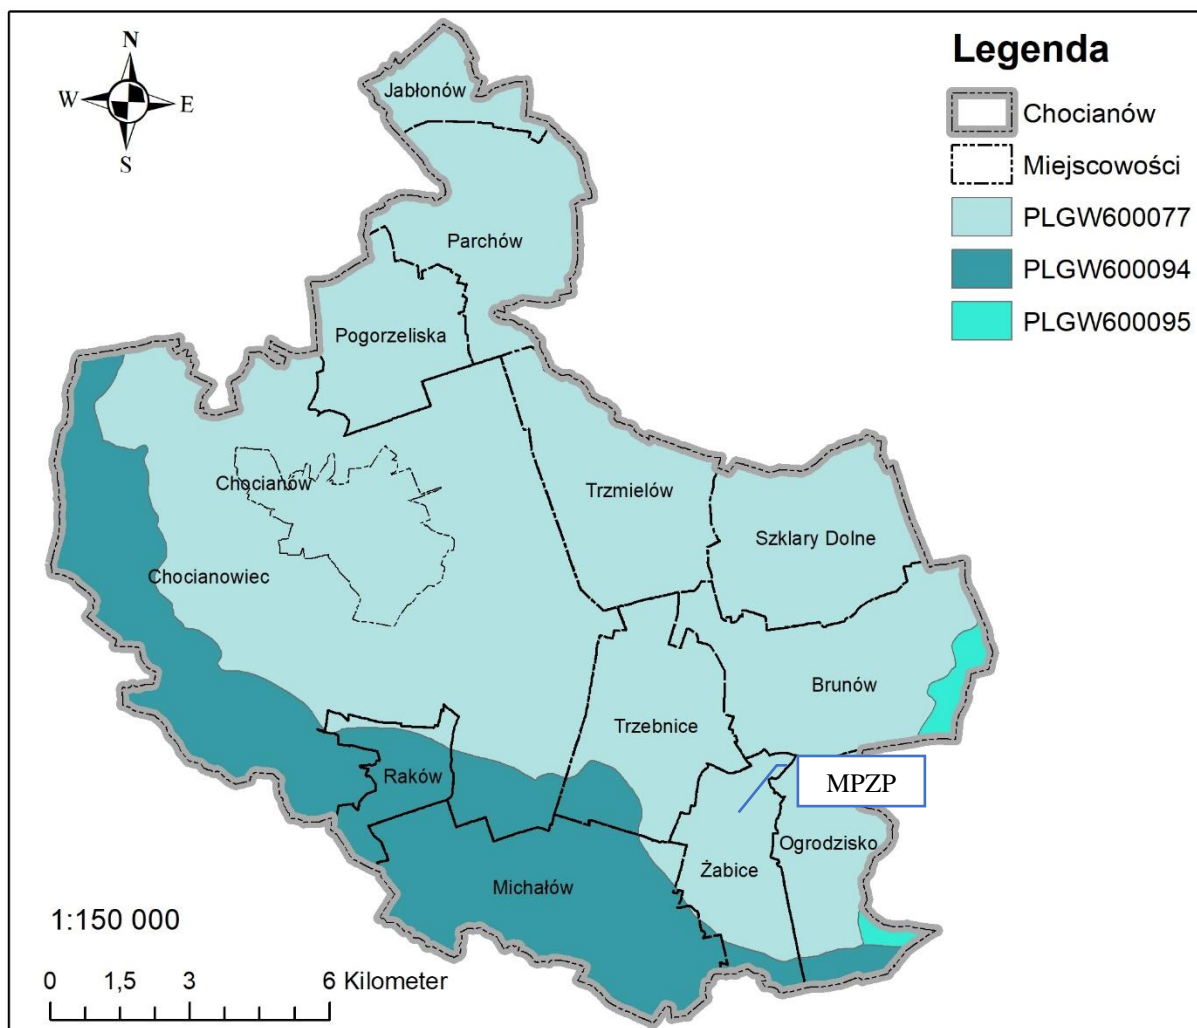 N
W E
S
Legenda
Chocianów
Miejscowości
PLGW600077
PLGW600094
PLGW600095
Jabłonów
Parchów
Pogorzeliska
Chocianów
Trzmielów
Szklary Dolne
Chocianowiec
Brunów
Trzebnice
Raków
MPZP
Ogrodzisko
Żabice
Michałów
1:150 000
0 1,5 3 6 Kilometer